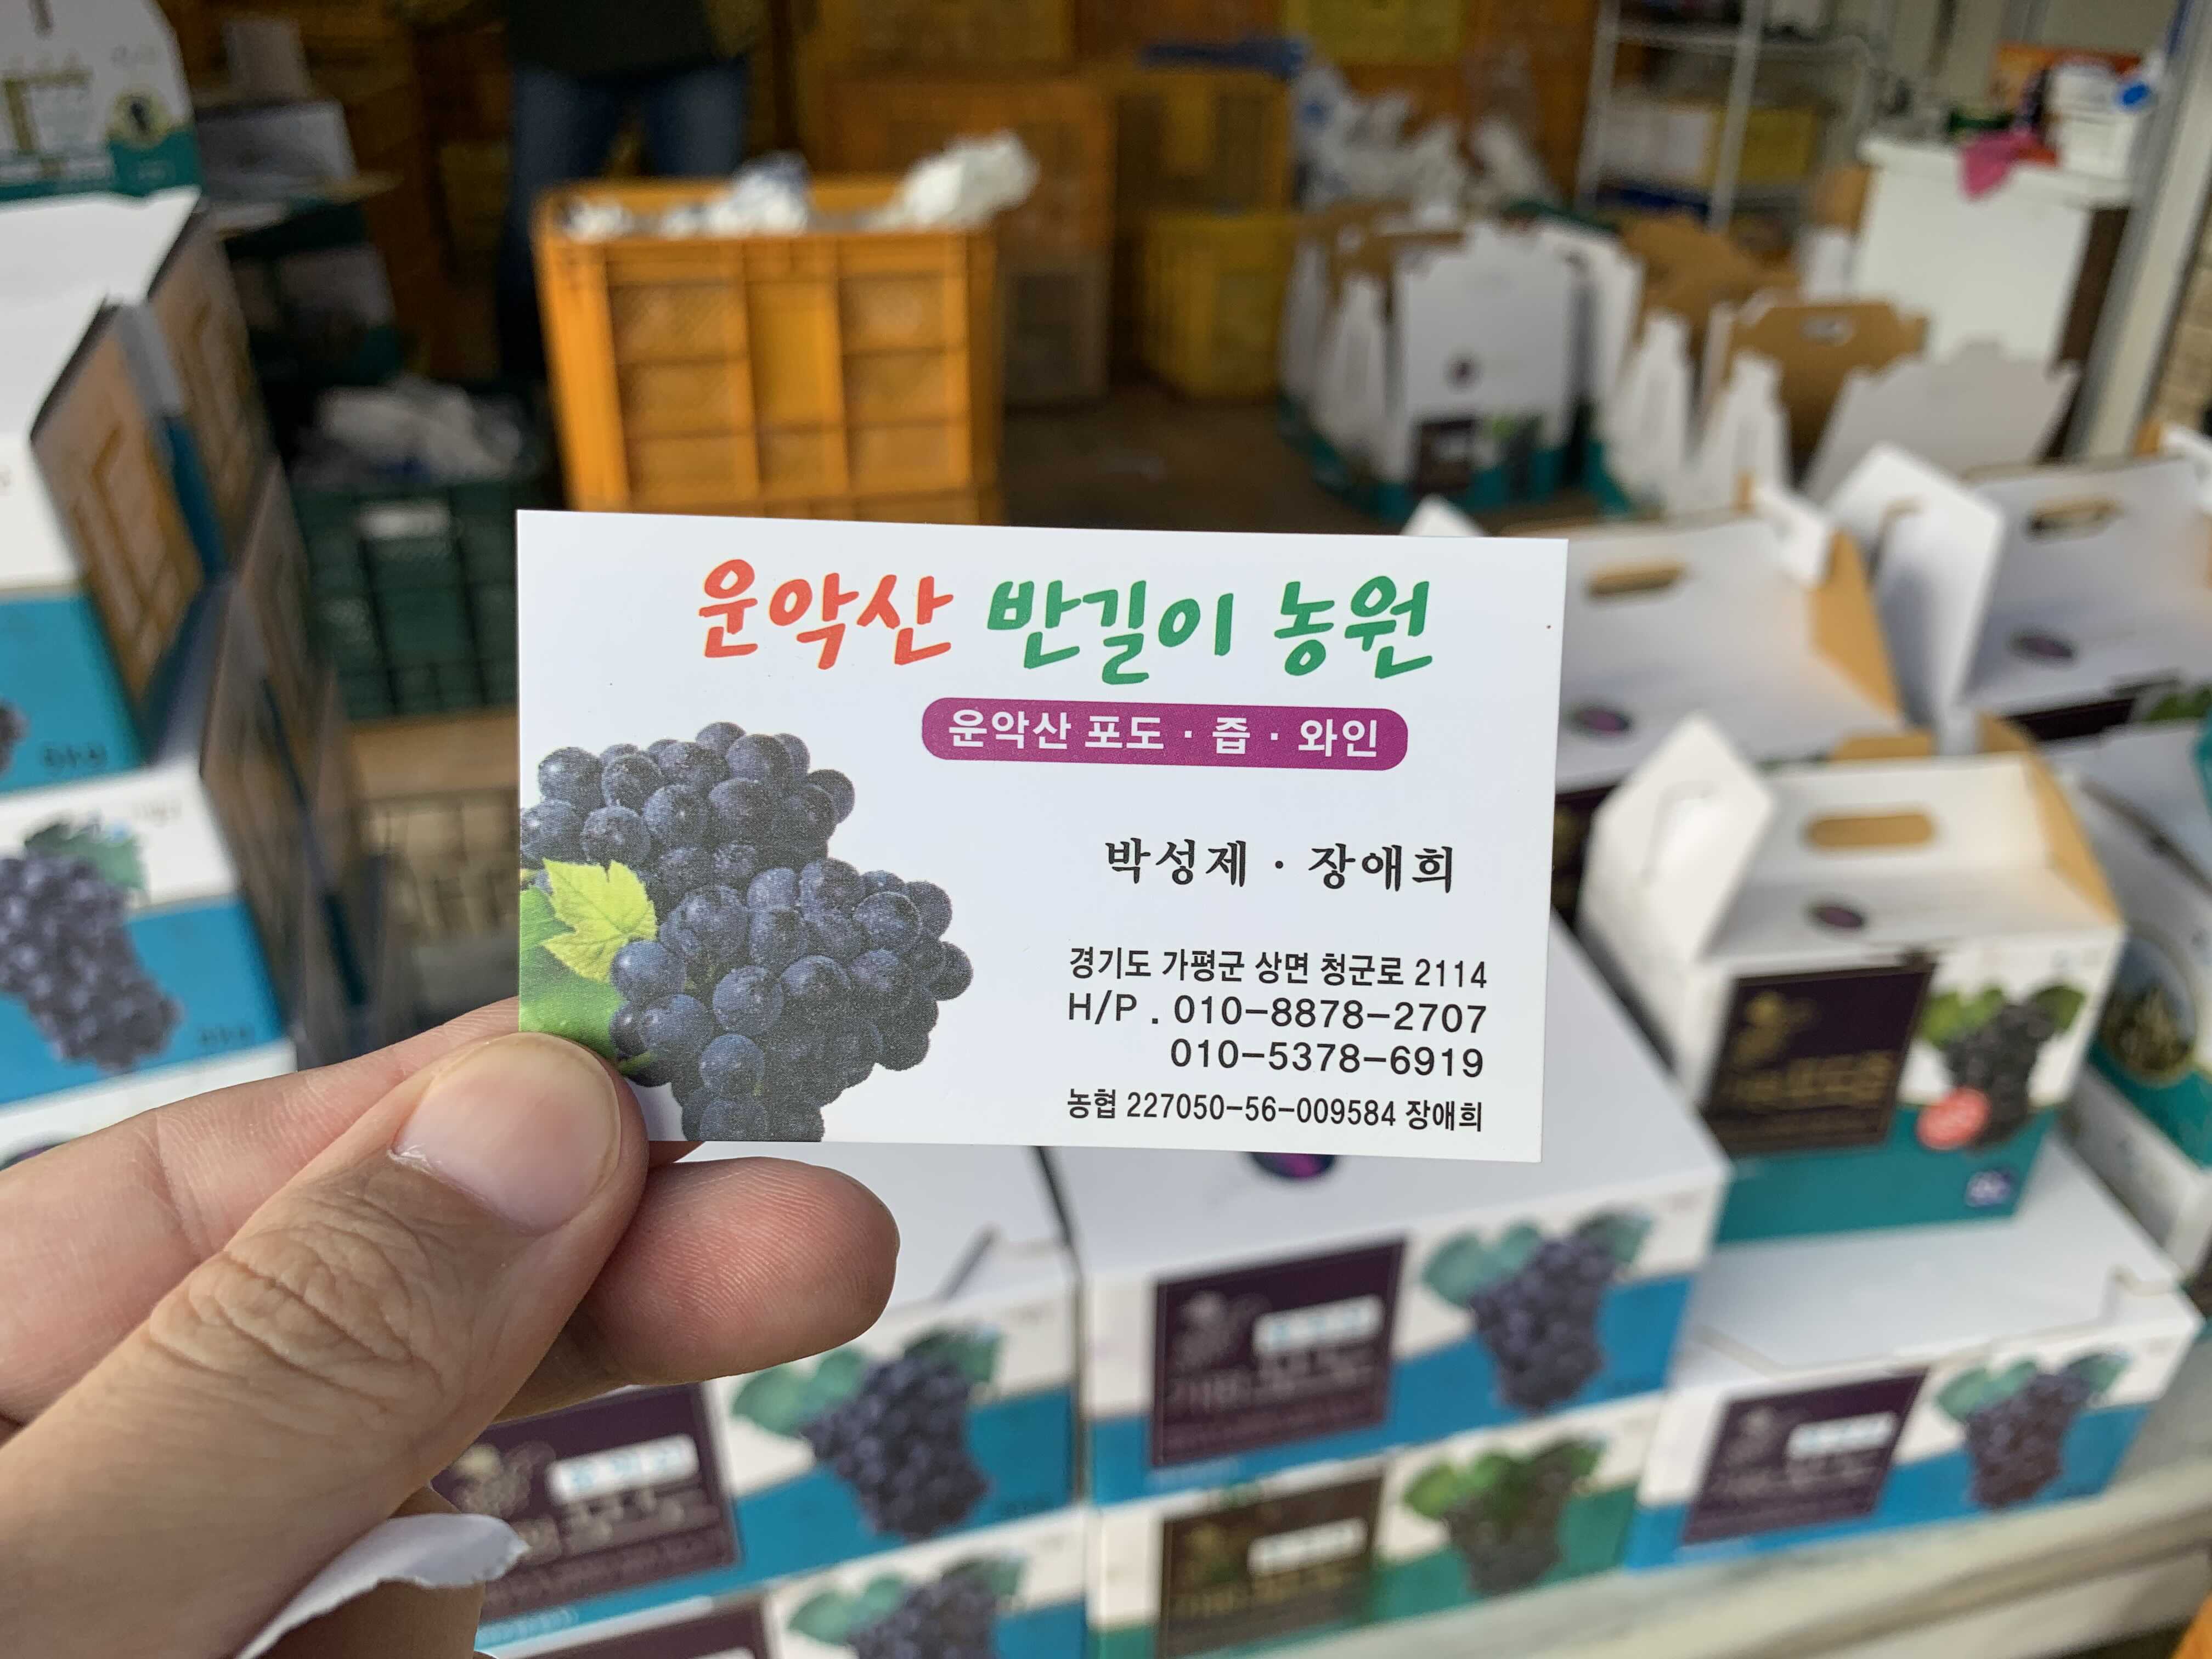 운악산 반길이 농원
운악산 포도 · 즙 · 와인
박성제 · 장애희
경기도 가평군 상면 청군로 2114
H/P . 010-8878-2707
010-5378-6919
농협 227050-56-009584 장애희